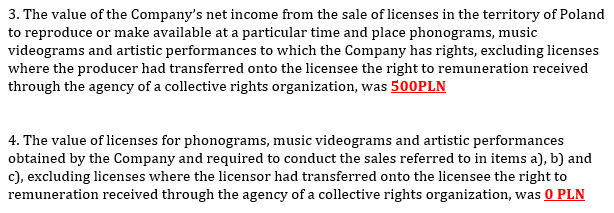 3. The value of the Company's net income from the sale of licenses in the territory of Poland
to reproduce or make available at a particular time and place phonograms, music
videograms and artistic performances to which the Company has rights, excluding licenses
where the producer had transferred onto the licensee the right to remuneration received
through the agency of a collective rights organization, was 500PLN
4. The value of licenses for phonograms, music videograms and artistic performances
obtained by the Company and required to conduct the sales referred to in items a), b) and
c), excluding licenses where the licensor had transferred onto the licensee the right to
remuneration received through the agency of a collective rights organization, was 0 PLN